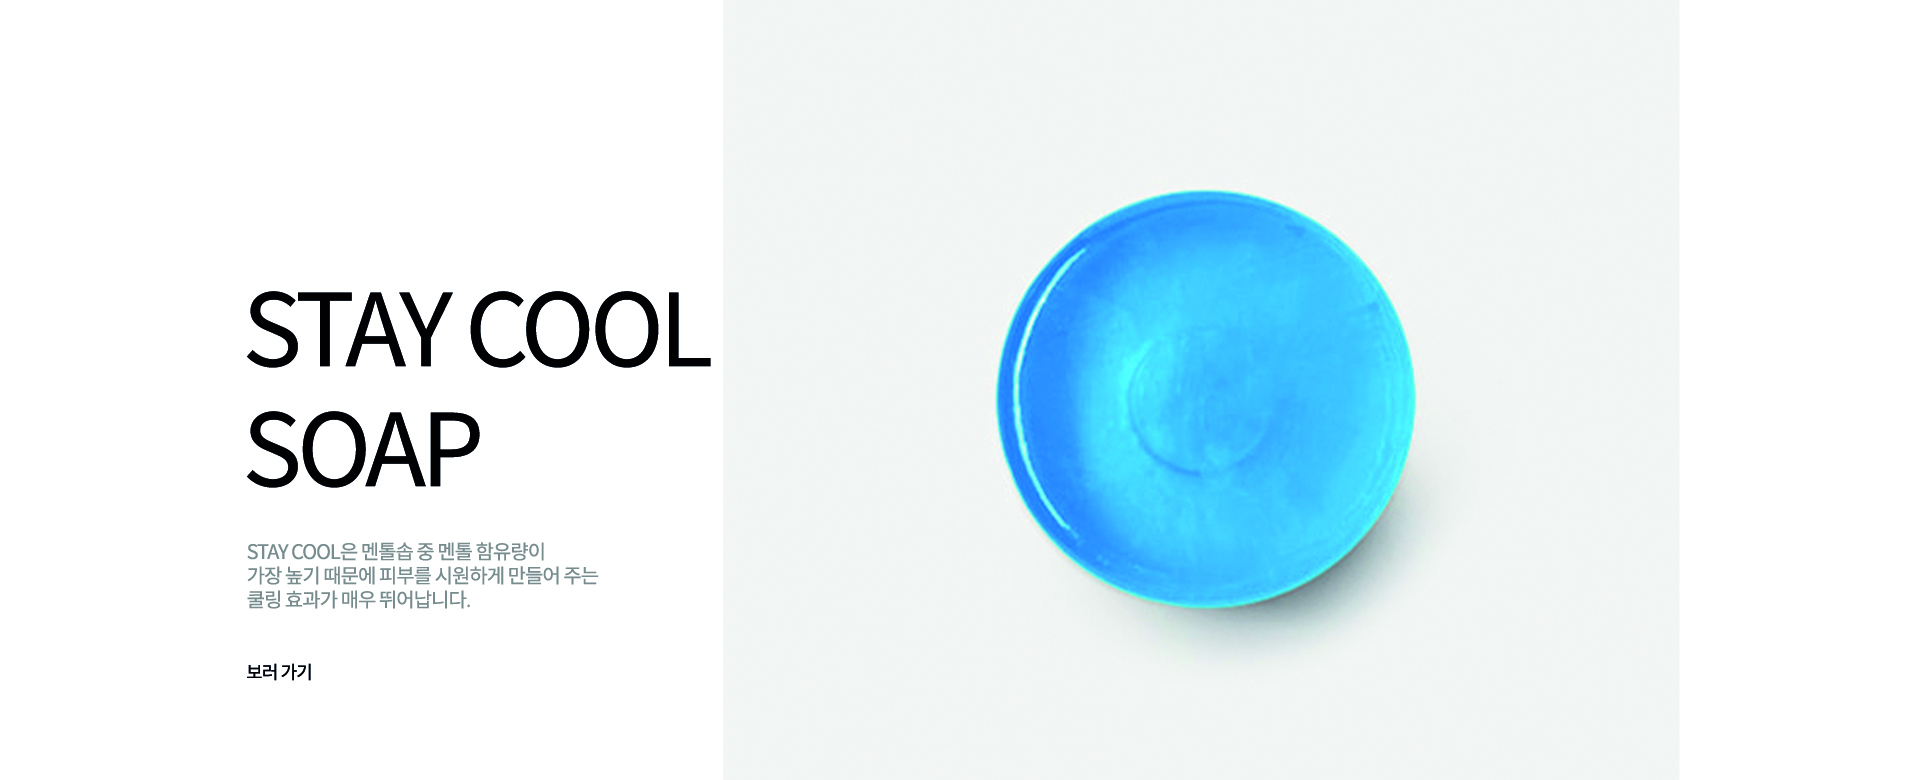 STAY COOL
SOAP
STAY COOL은 멘톨솝 중 멘톨 함유량이
가장 높기 때문에 피부를 시원하게 만들어 주는
쿨링 효과가 매우 뛰어납니다.
보러 가기